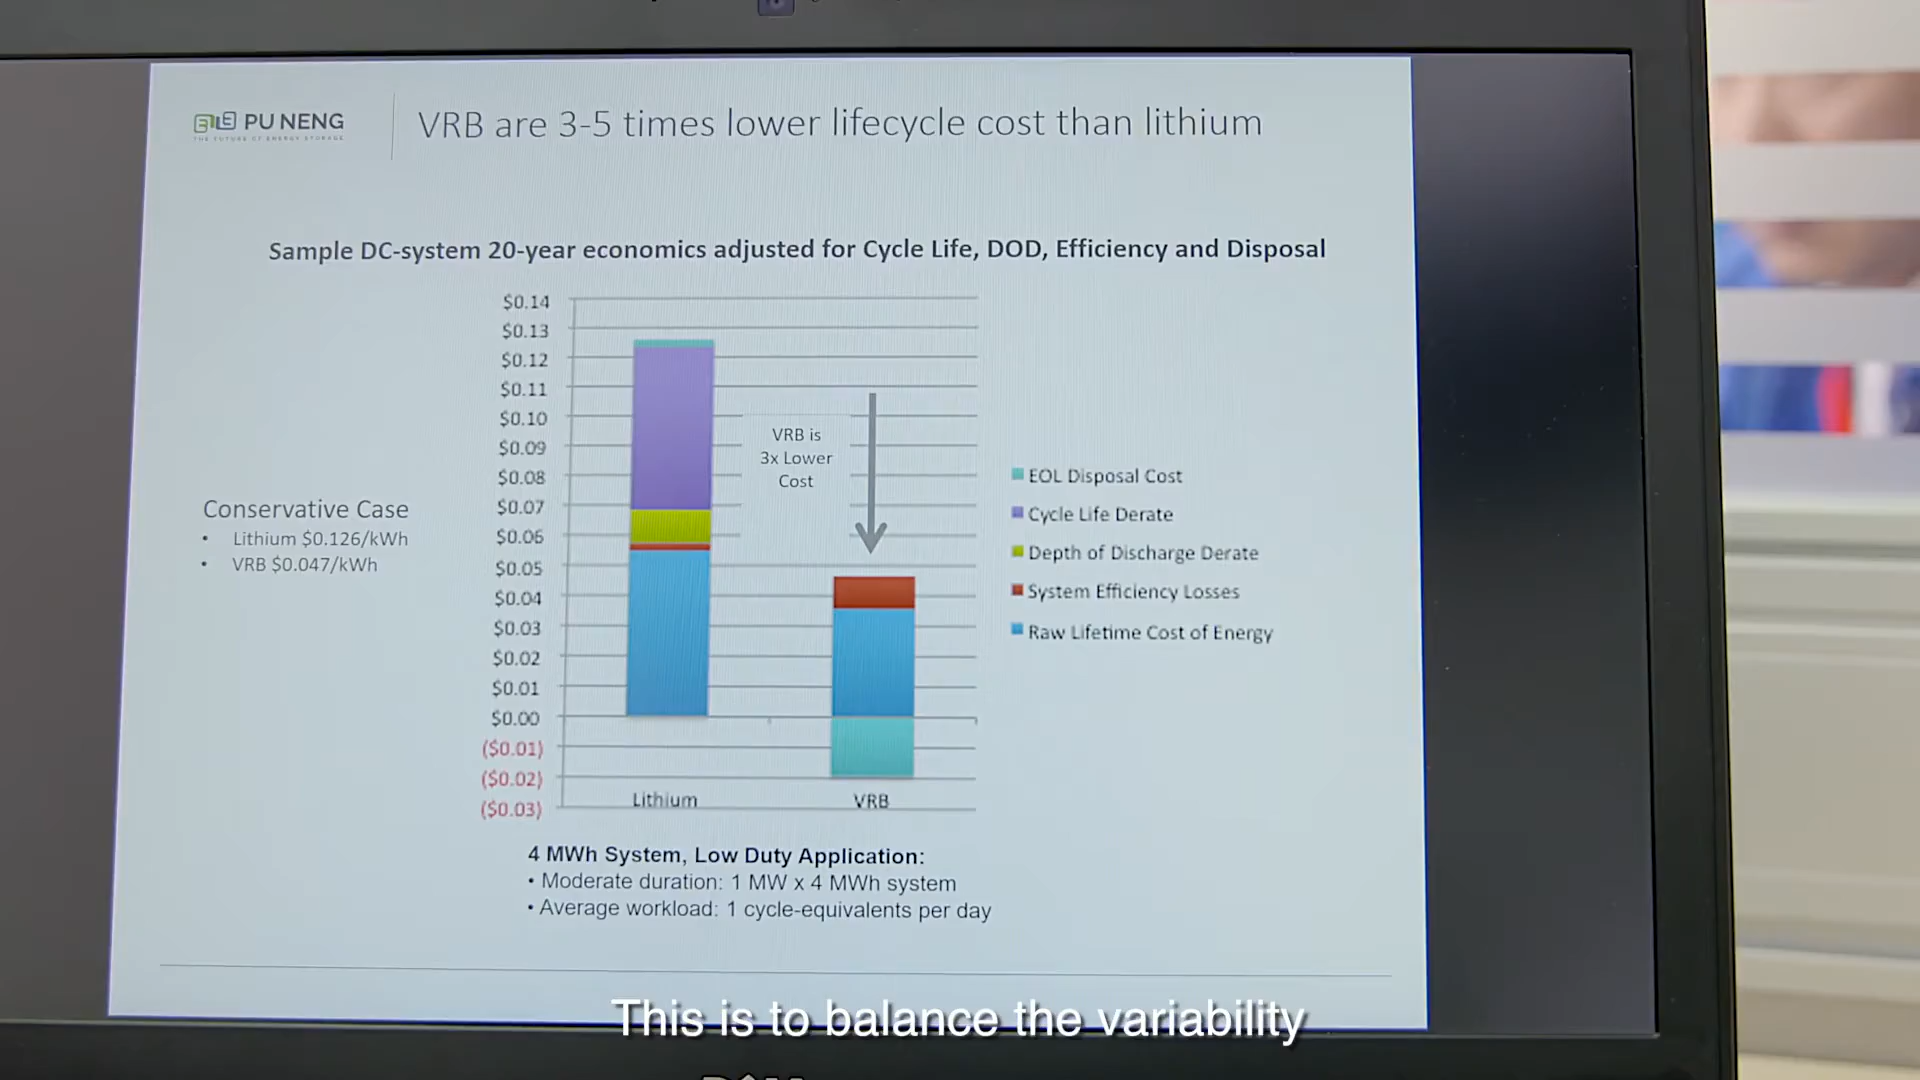 PU NENG
THE FUTURE OF ENERGY STORAGE
VRB are 3-5 times lower lifecycle cost than lithium
Sample DC-system 20-year economics adjusted for Cycle Life, DOD, Efficiency and Disposal
$0.14
$0.13
$0.12
$0.11
$0.10
$0.09
$0.08
$0.07
$0.06
$0.05
$0.04
$0.03
$0.02
$0.01
$0.00
($0.01)
($0.02)
($0.03)
VRB is
3x Lower
Cost
Lithium
VRB
EOL Disposal Cost
Cycle Life Derate
Depth of Discharge Derate
System Efficiency Losses
Raw Lifetime Cost of Energy
Conservative Case
• Lithium $0.126/kWh
• VRB $0.047/kWh
4 MWh System, Low Duty Application:
• Moderate duration: 1 MW x 4 MWh system
• Average workload: 1 cycle-equivalents per day
This is to balance the variability